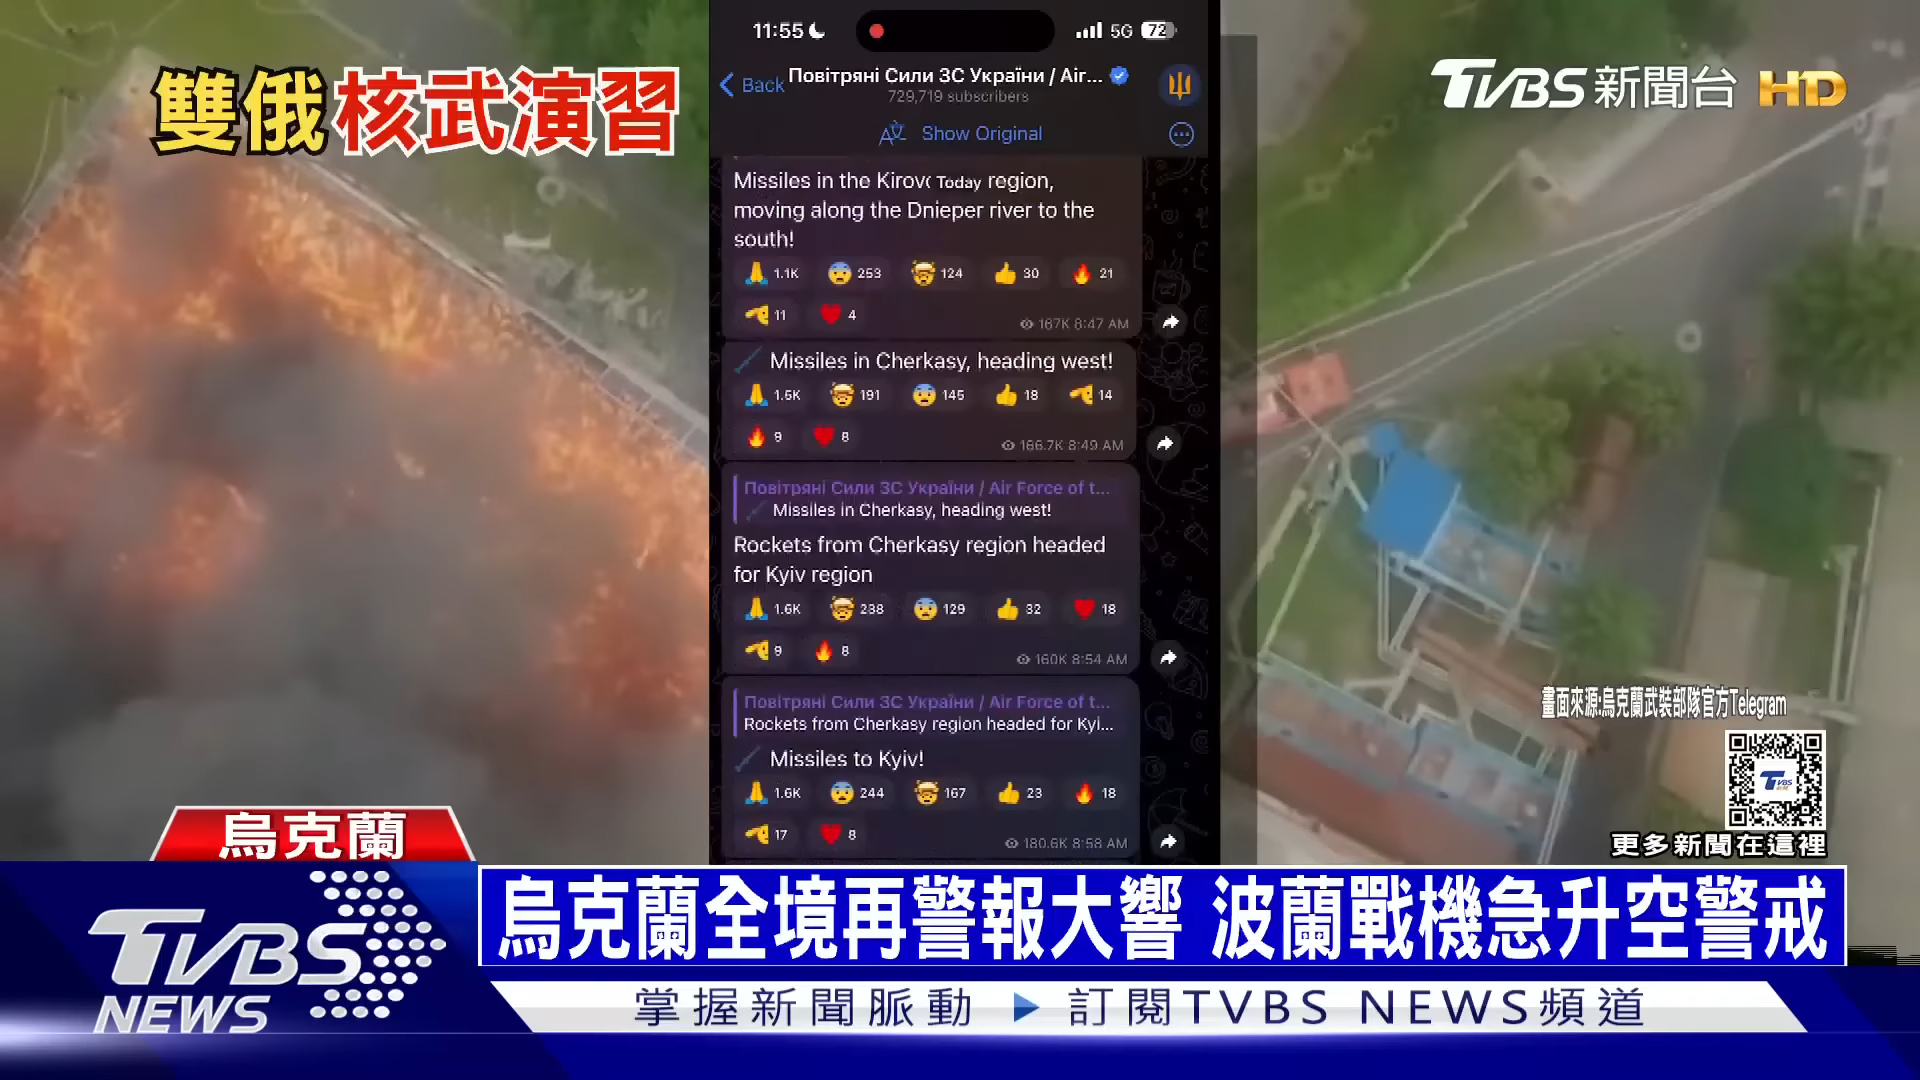 雙俄核武演習
11:55
5G
72
Back
Повітряні Сили ЗС України / Air...
729,719 subscribers
Show Original
TVBS新聞台 HD
Missiles in the Kirovo Today region,
moving along the Dnieper river to the
south!
1.1K 253 124 30 21
11 4
167K 8:47 AM
Missiles in Cherkasy, heading west!
1.5K 191 145 18 14
9 8
166.7K 8:49 AM
Повітряні Сили ЗС України / Air Force of t...
Missiles in Cherkasy, heading west!
Rockets from Cherkasy region headed
for Kyiv region
1.6K 238 129 32 18
9 8
160K 8:54 AM
Повітряні Сили ЗС України / Air Force of t...
Rockets from Cherkasy region headed for Kyi...
Missiles to Kyiv!
1.6K 244 167 23 18
17 8
180.6K 8:58 AM
畫面來源:烏克蘭武裝部隊官方Telegram
TVBS
新聞
更多新聞在這裡
烏克蘭
烏克蘭全境再警報大響 波蘭戰機急升空警戒
TVBS
NEWS
掌握新聞脈動 ▶ 訂閱TVBS NEWS頻道